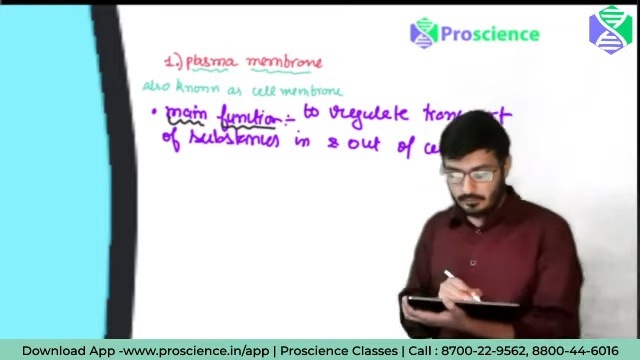 Proscience
1.) plasma membrane
also known as cell membrane
• main function :- to regulate
of substances in & out of
Download App -www.proscience.in/app | Proscience Classes | Call : 8700-22-9562, 8800-44-6016